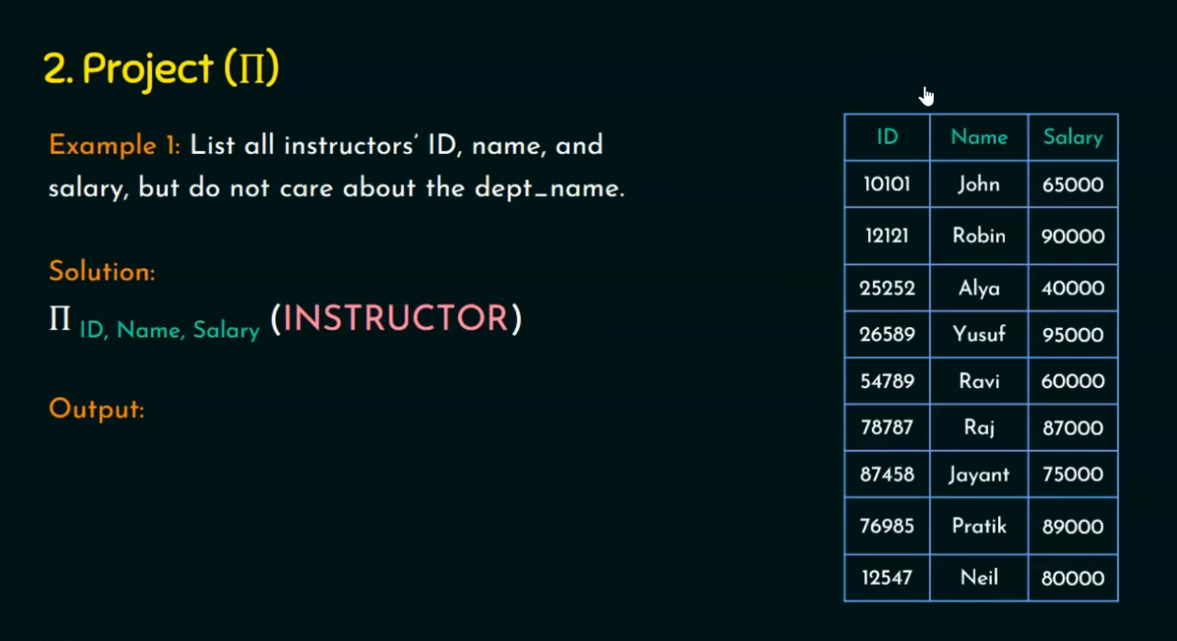 2. Project (Π)
Example 1: List all instructors' ID, name, and
salary, but do not care about the dept_name.
Solution:
Π ID, Name, Salary (INSTRUCTOR)
Output:
ID Name Salary
10101 John 65000
12121 Robin 90000
25252 Alya 40000
26589 Yusuf 95000
54789 Ravi 60000
78787 Raj 87000
87458 Jayant 75000
76985 Pratik 89000
12547 Neil 80000